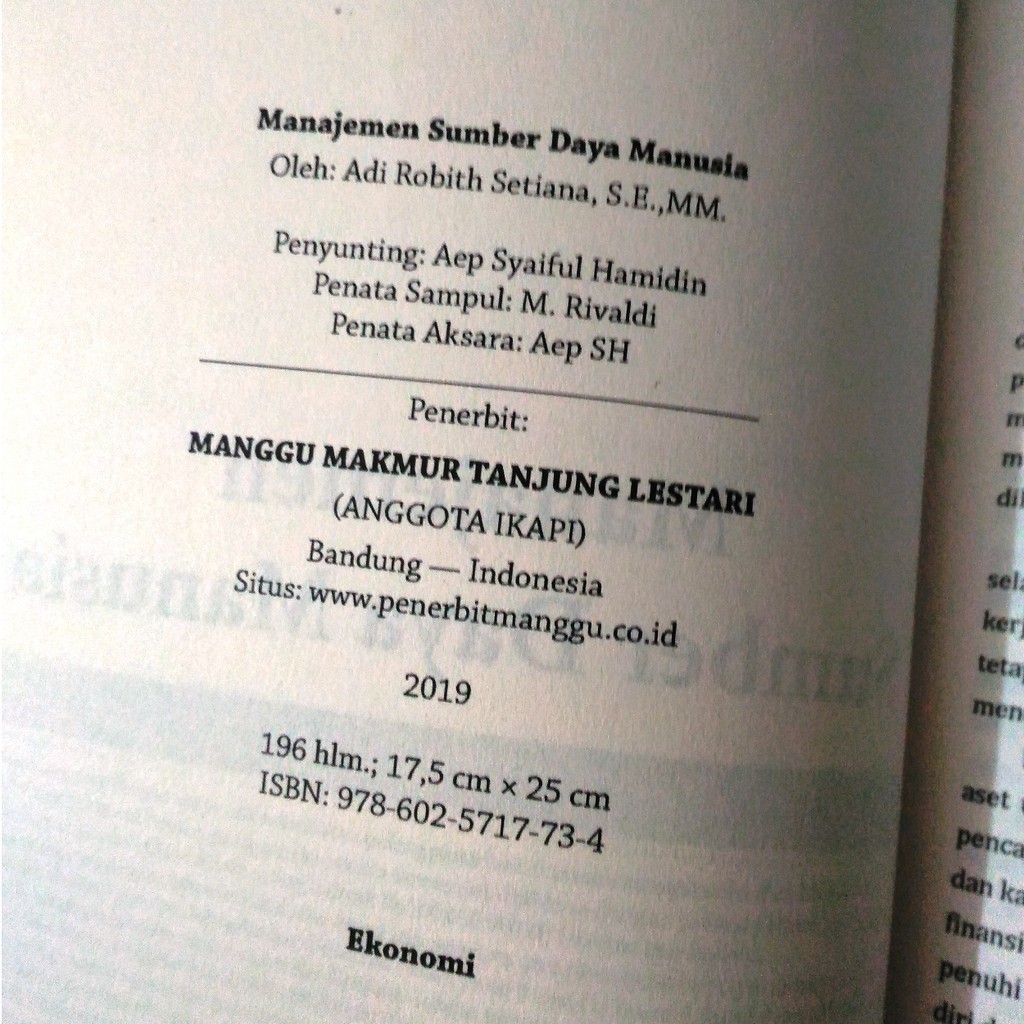 Manajemen Sumber Daya Manusia
Oleh: Adi Robith Setiana, S.E.,MM.
Penyunting: Aep Syaiful Hamidin
Penata Sampul: M. Rivaldi
Penata Aksara: Aep SH
Penerbit:
MANGGU MAKMUR TANJUNG LESTARI
(ANGGOTA IKAPI)
Bandung — Indonesia
Situs: www.penerbitmanggu.co.id
2019
196 hlm.; 17,5 cm × 25 cm
ISBN: 978-602-5717-73-4
Ekonomi
aset
dan